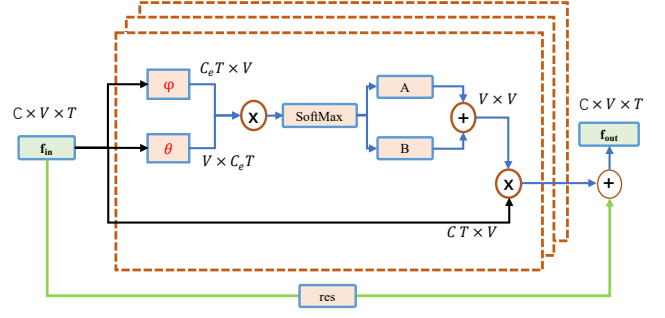 C × V × T
f_in
φ
θ
C_e T × V
V × C_e T
X
SoftMax
A
B
+
V × V
X
C T × V
C × V × T
f_out
+
res